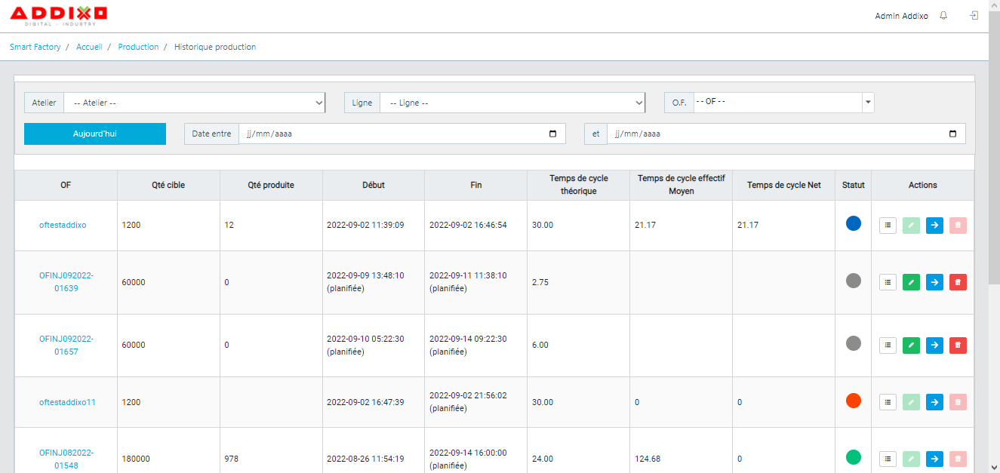 ADDIXO
DIGITAL - INDUSTRY
Admin Addixo
Smart Factory / Accueil / Production / Historique production
Atelier -- Atelier --
Ligne -- Ligne --
O.F. -- OF --
Aujourd'hui
Date entre jj/mm/aaaa
et jj/mm/aaaa
OF Qté cible Qté produite Début Fin Temps de cycle théorique Temps de cycle effectif Moyen Temps de cycle Net Statut Actions
oftestaddixo 1200 12 2022-09-02 11:39:09 2022-09-02 16:46:54 30.00 21.17 21.17
OFINJ092022-01639 60000 0 2022-09-09 13:48:10 (planifiée) 2022-09-11 11:38:10 (planifiée) 2.75
OFINJ092022-01657 60000 0 2022-09-10 05:22:30 (planifiée) 2022-09-14 09:22:30 (planifiée) 6.00
oftestaddixo11 1200 2022-09-02 16:47:39 2022-09-02 21:56:02 (planifiée) 30.00 0 0
OFINJ082022-01548 180000 978 2022-08-26 11:54:19 2022-09-14 16:00:00 (planifiée) 24.00 124.68 0